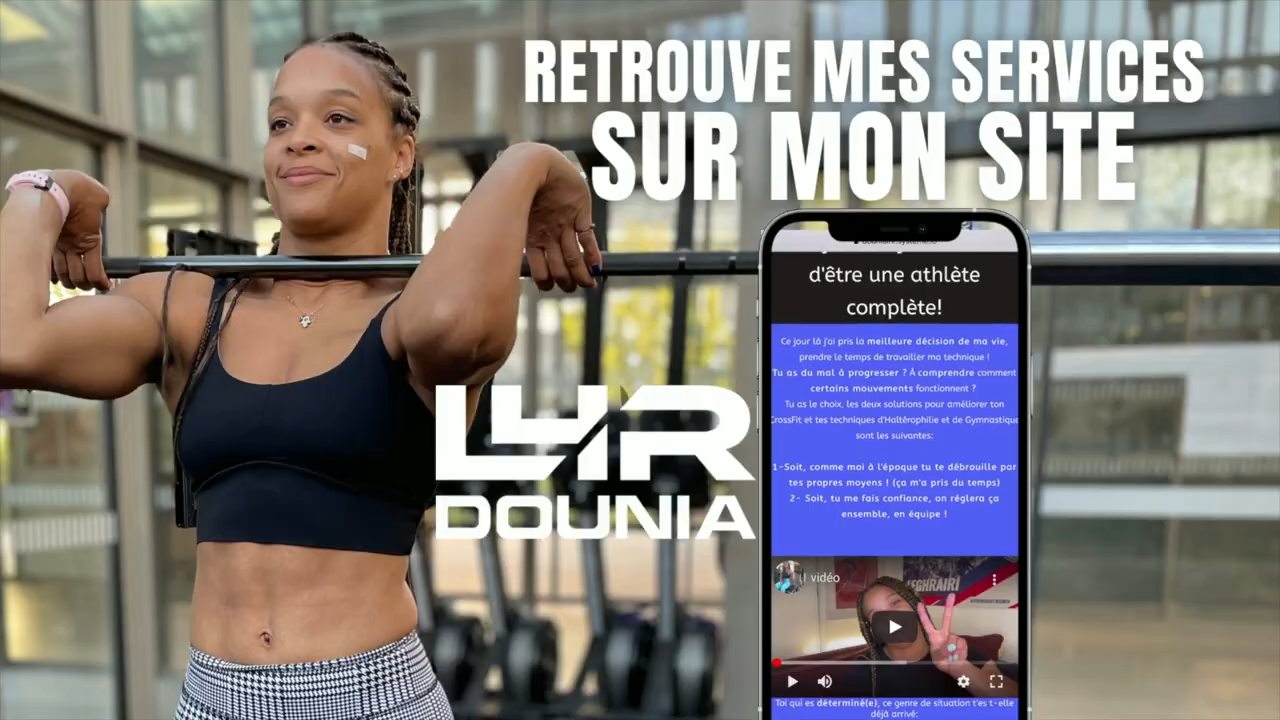 RETROUVE MES SERVICES
SUR MON SITE
L4R
DOUNIA
d'être une athlète
complète!
Ce jour là j'ai pris la meilleure décision de ma vie,
prendre le temps de travailler ma technique !
Tu as du mal à progresser ? À comprendre comment
certains mouvements fonctionnent ?
Tu as le choix, les deux solutions pour améliorer ton
CrossFit et tes techniques d'Haltérophilie et de Gymnastique
sont les suivantes:
1-Soit, comme moi à l'époque tu te débrouille par
tes propres moyens ! (ça m'a pris du temps)
2- Soit, tu me fais confiance, on réglera ça
ensemble, en équipe !
vidéo
LEGHRAIRI
Toi qui es déterminé(e), ce genre de situation t'es t-elle
déjà arrivé: